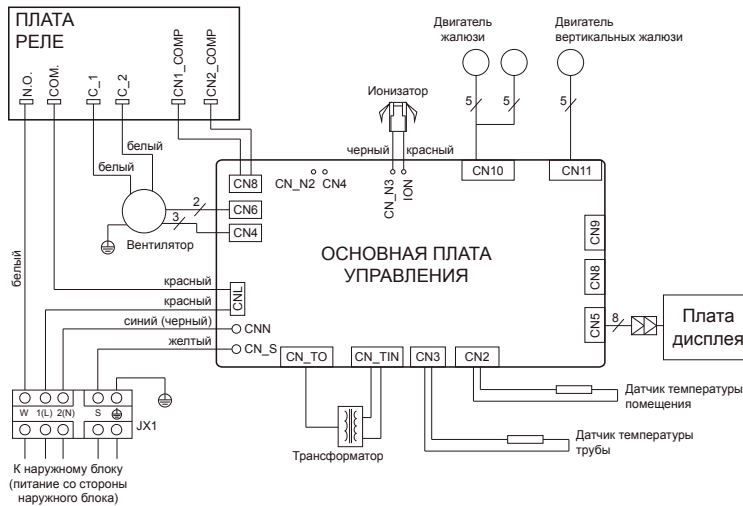 ПЛАТА
РЕЛЕ
N.O.
COM.
C_1
C_2
CN1_COMP
CN2_COMP
Двигатель
жалюзи
Двигатель
вертикальных жалюзи
5
5
5
Ионизатор
черный
красный
белый
белый
белый
CN8
CN_N2
CN4
CN_N3
ION
CN10
CN11
2
CN6
3
CN4
Вентилятор
ОСНОВНАЯ ПЛАТА
УПРАВЛЕНИЯ
CN9
CN8
CN5
8
Плата
дисплея
красный
CNL
красный
синий (черный)
CNN
желтый
CN_S
CN_TO
CN_TIN
CN3
CN2
Датчик температуры
помещения
W
1(L)
2(N)
S
JX1
Трансформатор
Датчик температуры
трубы
К наружному блоку
(питание со стороны
наружного блока)